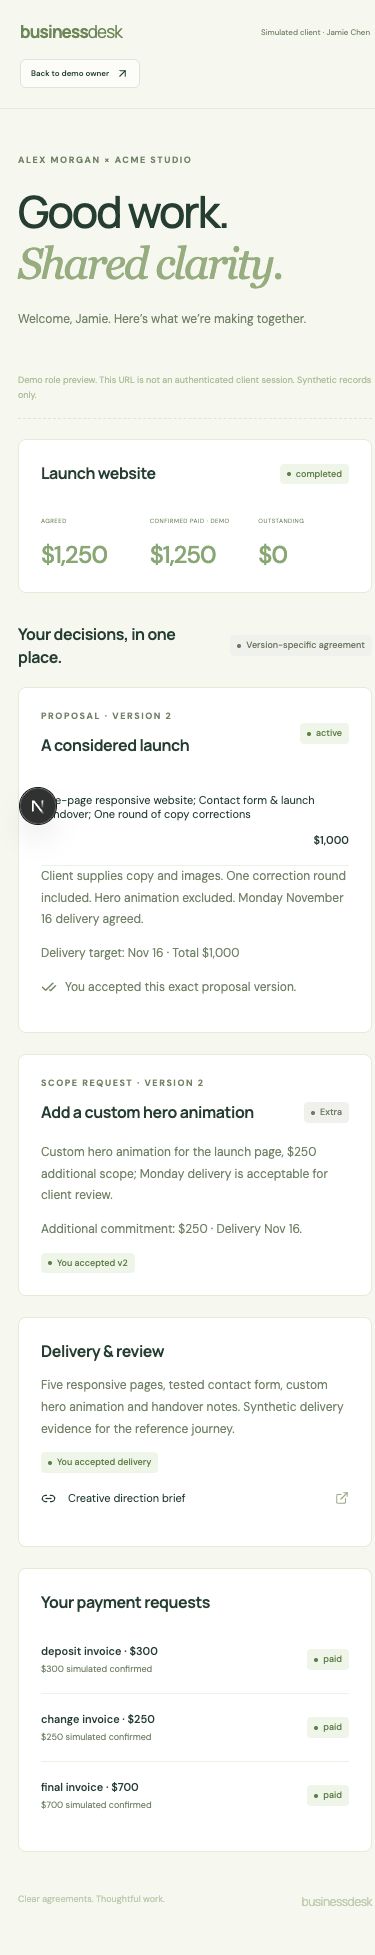 businessdesk
Simulated client · Jamie Chen
Back to demo owner
ALEX MORGAN × ACME STUDIO
Good work.
Shared clarity.
Welcome, Jamie. Here's what we're making together.
Demo role preview. This URL is not an authenticated client session. Synthetic records
only.
Launch website
completed
AGREED
CONFIRMED PAID · DEMO
OUTSTANDING
$1,250
$1,250
$0
Your decisions, in one
place.
Version-specific agreement
PROPOSAL · VERSION 2
active
A considered launch
N
e-page responsive website; Contact form & launch
ndover; One round of copy corrections
$1,000
Client supplies copy and images. One correction round
included. Hero animation excluded. Monday November
16 delivery agreed.
Delivery target: Nov 16 · Total $1,000
You accepted this exact proposal version.
SCOPE REQUEST · VERSION 2
Add a custom hero animation
Extra
Custom hero animation for the launch page, $250
additional scope; Monday delivery is acceptable for
client review.
Additional commitment: $250 · Delivery Nov 16.
You accepted v2
Delivery & review
Five responsive pages, tested contact form, custom
hero animation and handover notes. Synthetic delivery
evidence for the reference journey.
You accepted delivery
Creative direction brief
Your payment requests
deposit invoice · $300
$300 simulated confirmed
paid
change invoice · $250
$250 simulated confirmed
paid
final invoice · $700
$700 simulated confirmed
paid
Clear agreements. Thoughtful work.
businessdesk